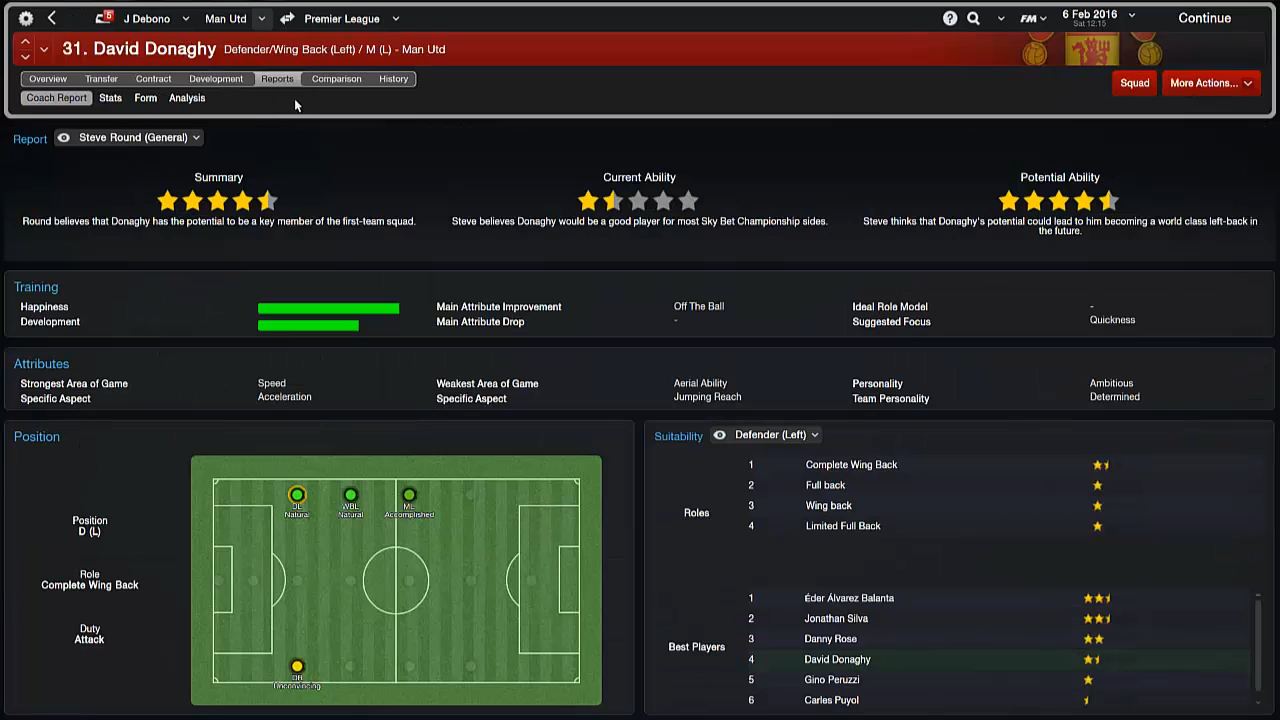 5 J Debono Man Utd Premier League ? FM 6 Feb 2016 Continue
Sat 12:15
31. David Donaghy Defender/Wing Back (Left) / M (L) - Man Utd
Overview Transfer Contract Development Reports Comparison History
Squad More Actions...
Coach Report Stats Form Analysis
Report Steve Round (General)
Summary Current Ability Potential Ability
Round believes that Donaghy has the potential to be a key member of the first-team squad.
Steve believes Donaghy would be a good player for most Sky Bet Championship sides.
Steve thinks that Donaghy's potential could lead to him becoming a world class left-back in
the future.
Training
Happiness Main Attribute Improvement Off The Ball Ideal Role Model -
Development Main Attribute Drop - Suggested Focus Quickness
Attributes
Strongest Area of Game Speed Weakest Area of Game Aerial Ability Personality Ambitious
Specific Aspect Acceleration Specific Aspect Jumping Reach Team Personality Determined
Position
Position
D (L)
Role
Complete Wing Back
Duty
Attack
DL WBL ML
Natural Natural Accomplished
DR
Unconvincing
Suitability Defender (Left)
Roles
1 Complete Wing Back
2 Full back
3 Wing back
4 Limited Full Back
Best Players
1 Éder Álvarez Balanta
2 Jonathan Silva
3 Danny Rose
4 David Donaghy
5 Gino Peruzzi
6 Carles Puyol